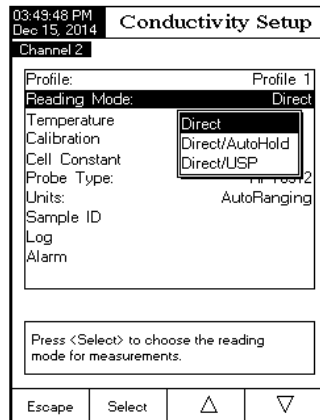 03:49:48 PM
Dec 15, 2014
Conductivity Setup
Channel 2
Profile: Profile 1
Reading Mode: Direct
Temperature
Direct
Calibration
Direct/AutoHold
Cell Constant
Direct/USP
Probe Type:
Units: AutoRanging
Sample ID
Log
Alarm
Press <Select> to choose the reading
mode for measurements.
Escape Select